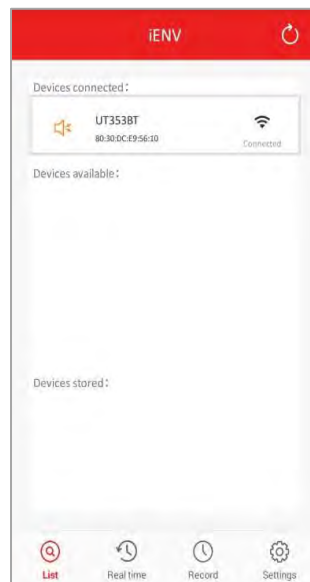 iENV
Devices connected:
UT353BT
80:30:DC:E9:56:10
Connected
Devices available:
Devices stored:
List
Real time
Record
Settings